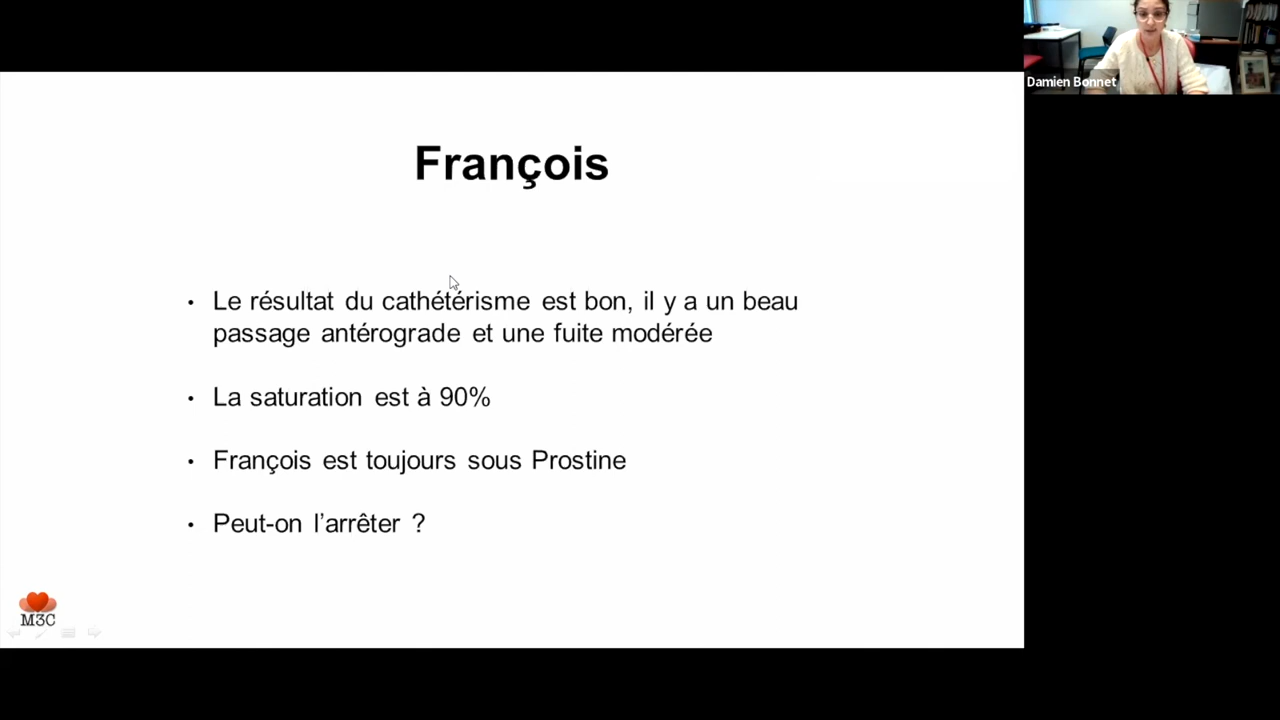 Damien Bonnet
François
• Le résultat du cathétérisme est bon, il y a un beau
passage antérograde et une fuite modérée
• La saturation est à 90%
• François est toujours sous Prostine
• Peut-on l’arrêter ?
M3C